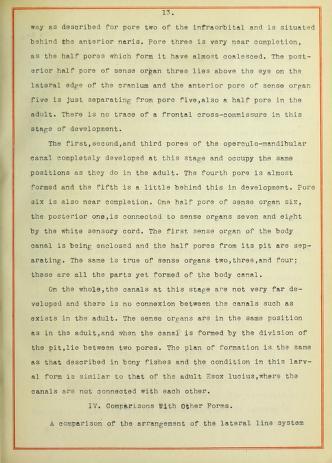 13.
way as described for pore two of the infraorbital and is situated
behind the anterior naris. Pore three is very near completion,
as the half pores which form it have almost coalesced. The post-
erior half pore of sense organ three lies above the eye on the
lateral edge of the cranium and the anterior pore of sense organ
five is just separating from pore five,also a half pore in the
adult. There is no trace of a frontal cross-commissure in this
stage of development.
The first,second,and third pores of the operculo-mandibular
canal completely developed at this stage and occupy the same
positions as they do in the adult. The fourth pore is almost
formed and the fifth is a little behind this in development. Pore
six is also near completion. One half pore of sense organ six,
the posterior one,is connected to sense organs seven and eight
by the white sensory cord. The first sense organ of the body
canal is being enclosed and the half pores from its pit are sep-
arating. The same is true of sense organs two,three,and four;
these are all the parts yet formed of the body canal.
On the whole,the canals at this stage are not very far de-
veloped and there is no connexion between the canals such as
exists in the adult. The sense organs are in the same position
as in the adult,and when the canal is formed by the division of
the pit,lie between two pores. The plan of formation is the same
as that described in bony fishes and the condition in this larv-
al form is similar to that of the adult Esox lucius,where the
canals are not connected with each other.
IV. Comparisons With Other Forms.
A comparison of the arrangement of the lateral line system